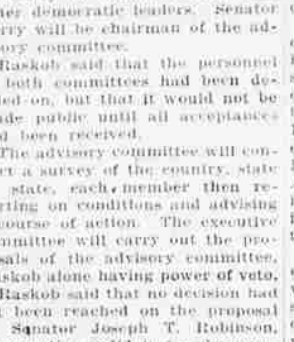 her democratic leaders. Senator
rry will be chairman of the ad-
ory committee.
Raskob said that the personnel
both committees had been de-
ed on, but that it would not be
de public until all acceptances
d been received.
The advisory committee will con-
ct a survey of the country, state
state, each member then re-
rting on conditions and advising
course of action. The executive
mmittee will carry out the pro-
sals of the advisory committee,
skob alone having power of veto.
Raskob said that no decision had
been reached on the proposal
Senator Joseph T. Robinson,